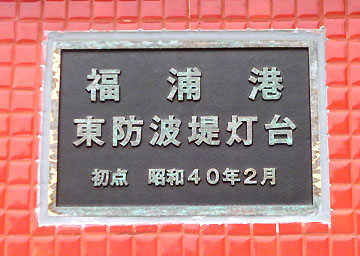 福浦港
東防波堤灯台
初点 昭和40年2月